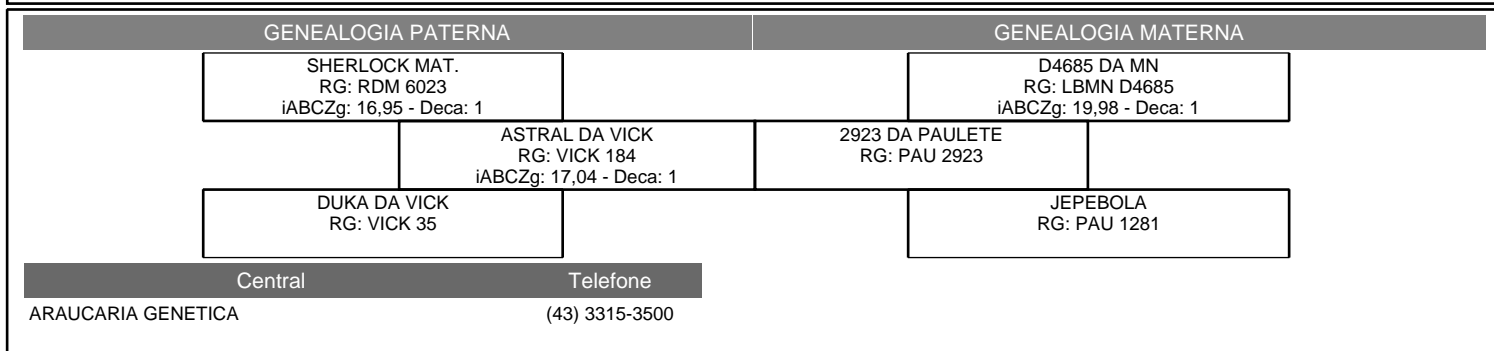 GENEALOGIA PATERNA
GENEALOGIA MATERNA
SHERLOCK MAT.
RG: RDM 6023
iABCZg: 16,95 - Deca: 1
D4685 DA MN
RG: LBMN D4685
iABCZg: 19,98 - Deca: 1
ASTRAL DA VICK
RG: VICK 184
iABCZg: 17,04 - Deca: 1
2923 DA PAULETE
RG: PAU 2923
DUKA DA VICK
RG: VICK 35
JEPEBOLA
RG: PAU 1281
Central Telefone
ARAUCARIA GENETICA (43) 3315-3500